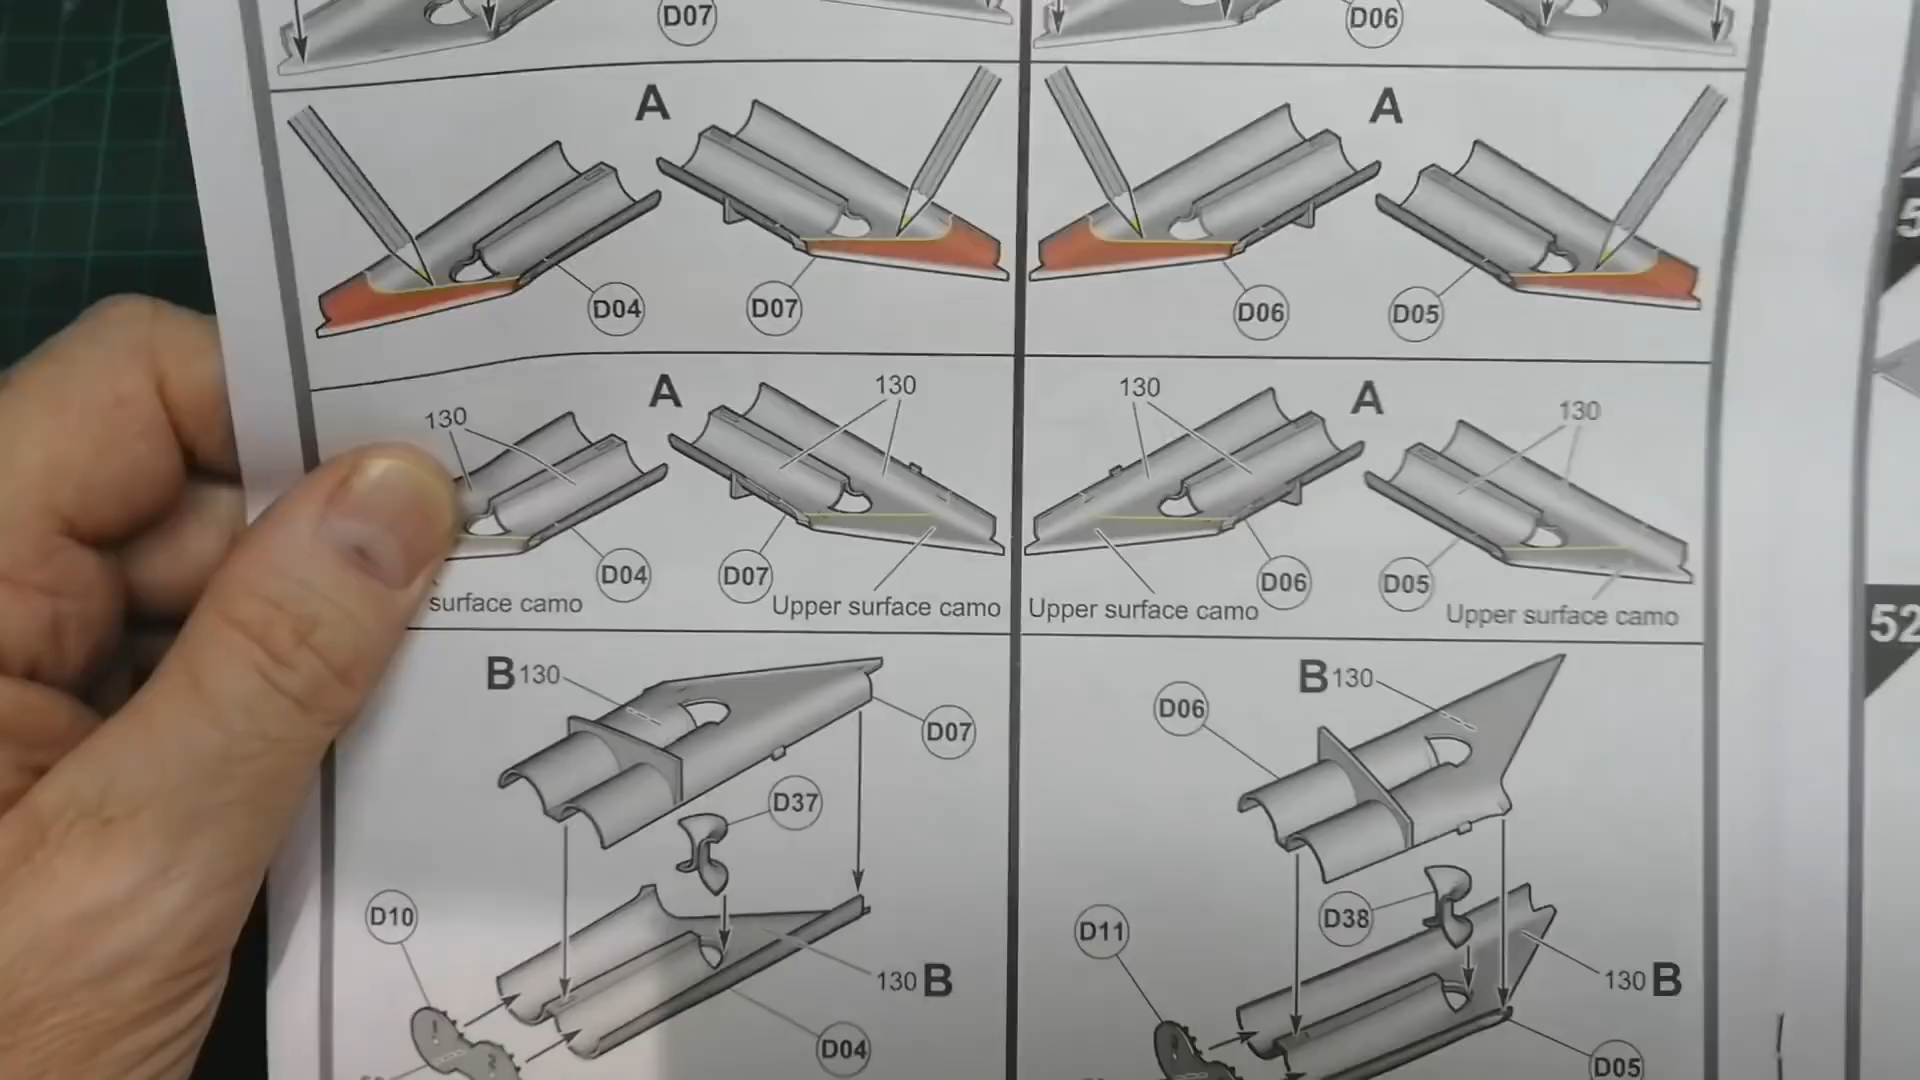 D07
D06
A
D04
D07
A
D06
D05
130
A
130
D04
D07
surface camo
Upper surface camo
130
A
130
D06
D05
Upper surface camo
Upper surface camo
B 130
D07
D37
D10
130 B
D04
B 130
D06
D38
D11
130 B
D05
5
52